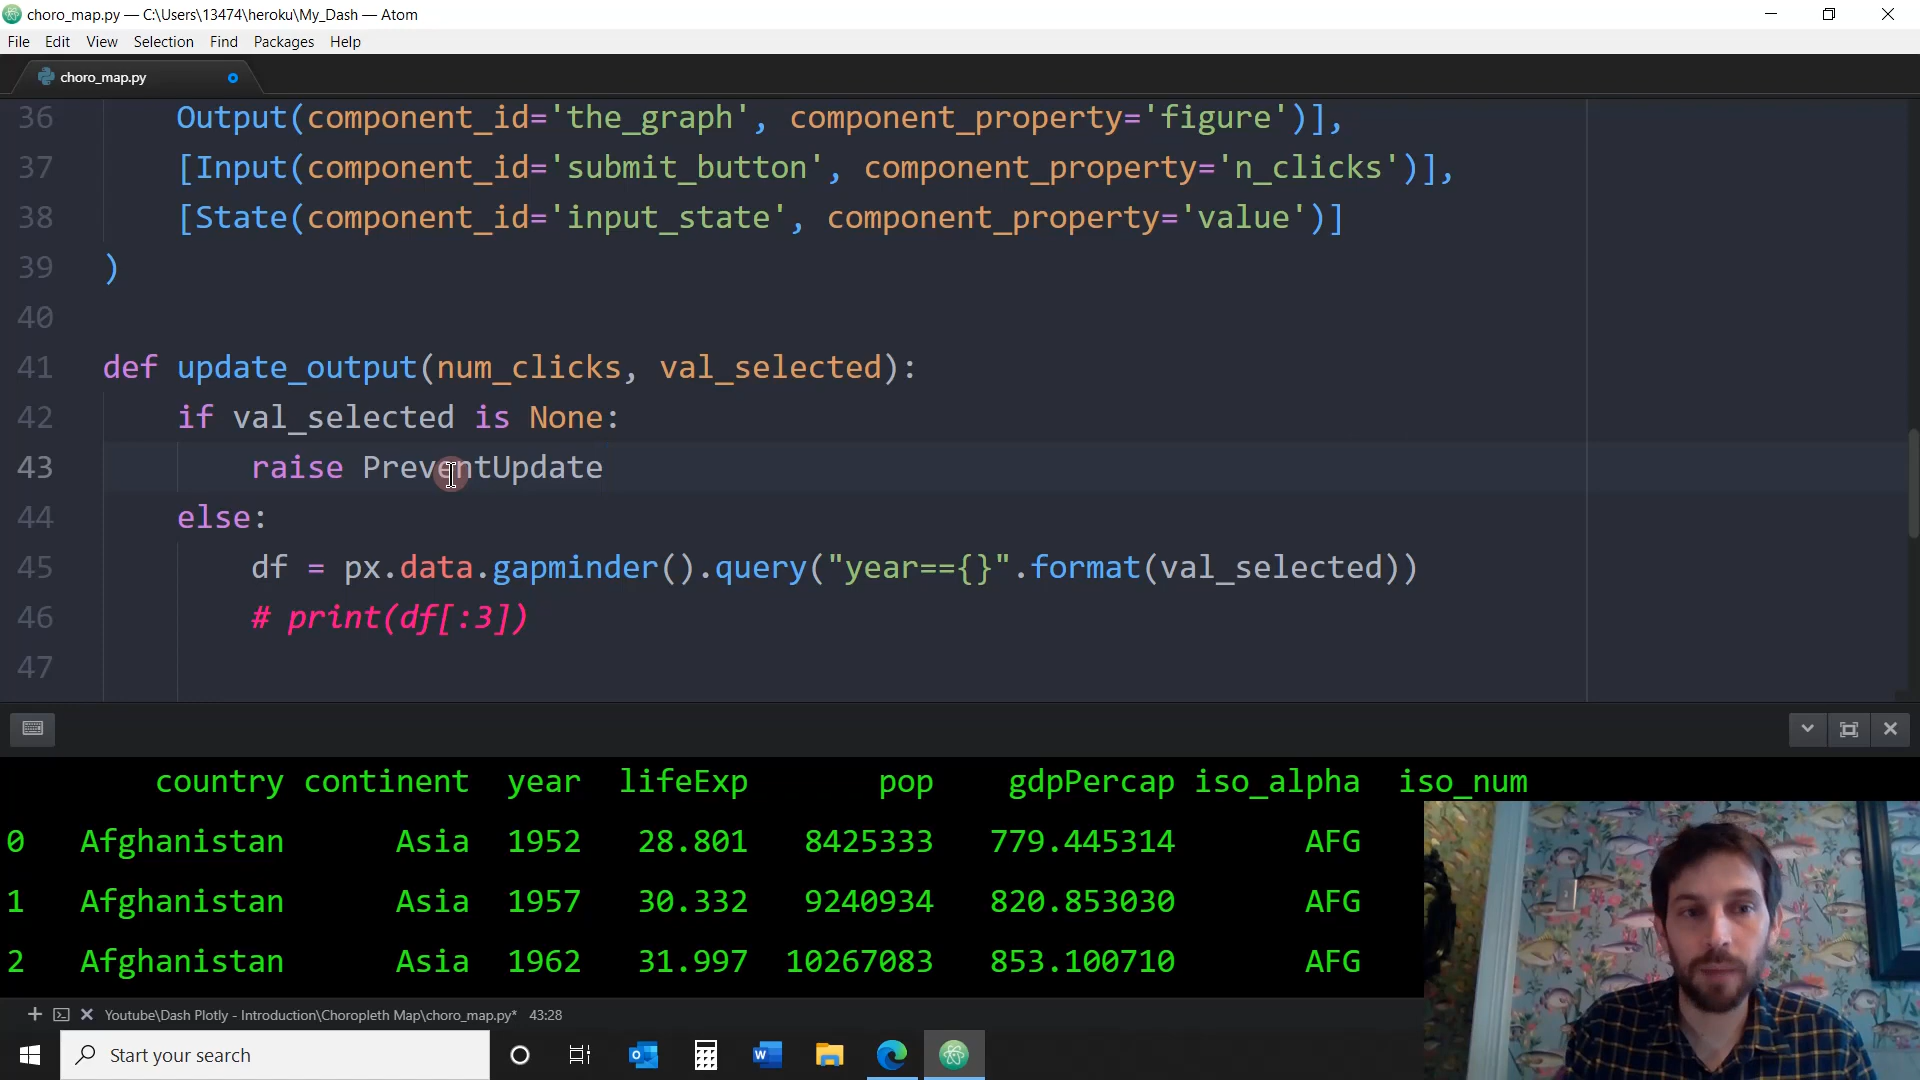 choro_map.py — C:\Users\13474\heroku\My_Dash — Atom
File Edit View Selection Find Packages Help
choro_map.py
36 Output(component_id='the_graph', component_property='figure')],
37 [Input(component_id='submit_button', component_property='n_clicks')],
38 [State(component_id='input_state', component_property='value')]
39 )
40
41 def update_output(num_clicks, val_selected):
42 if val_selected is None:
43 raise PreventUpdate
44 else:
45 df = px.data.gapminder().query("year=={}".format(val_selected))
46 # print(df[:3])
47
country continent year lifeExp pop gdpPercap iso_alpha iso_num
0 Afghanistan Asia 1952 28.801 8425333 779.445314 AFG
1 Afghanistan Asia 1957 30.332 9240934 820.853030 AFG
2 Afghanistan Asia 1962 31.997 10267083 853.100710 AFG
Youtube\Dash Plotly - Introduction\Choropleth Map\choro_map.py* 43:28
Start your search